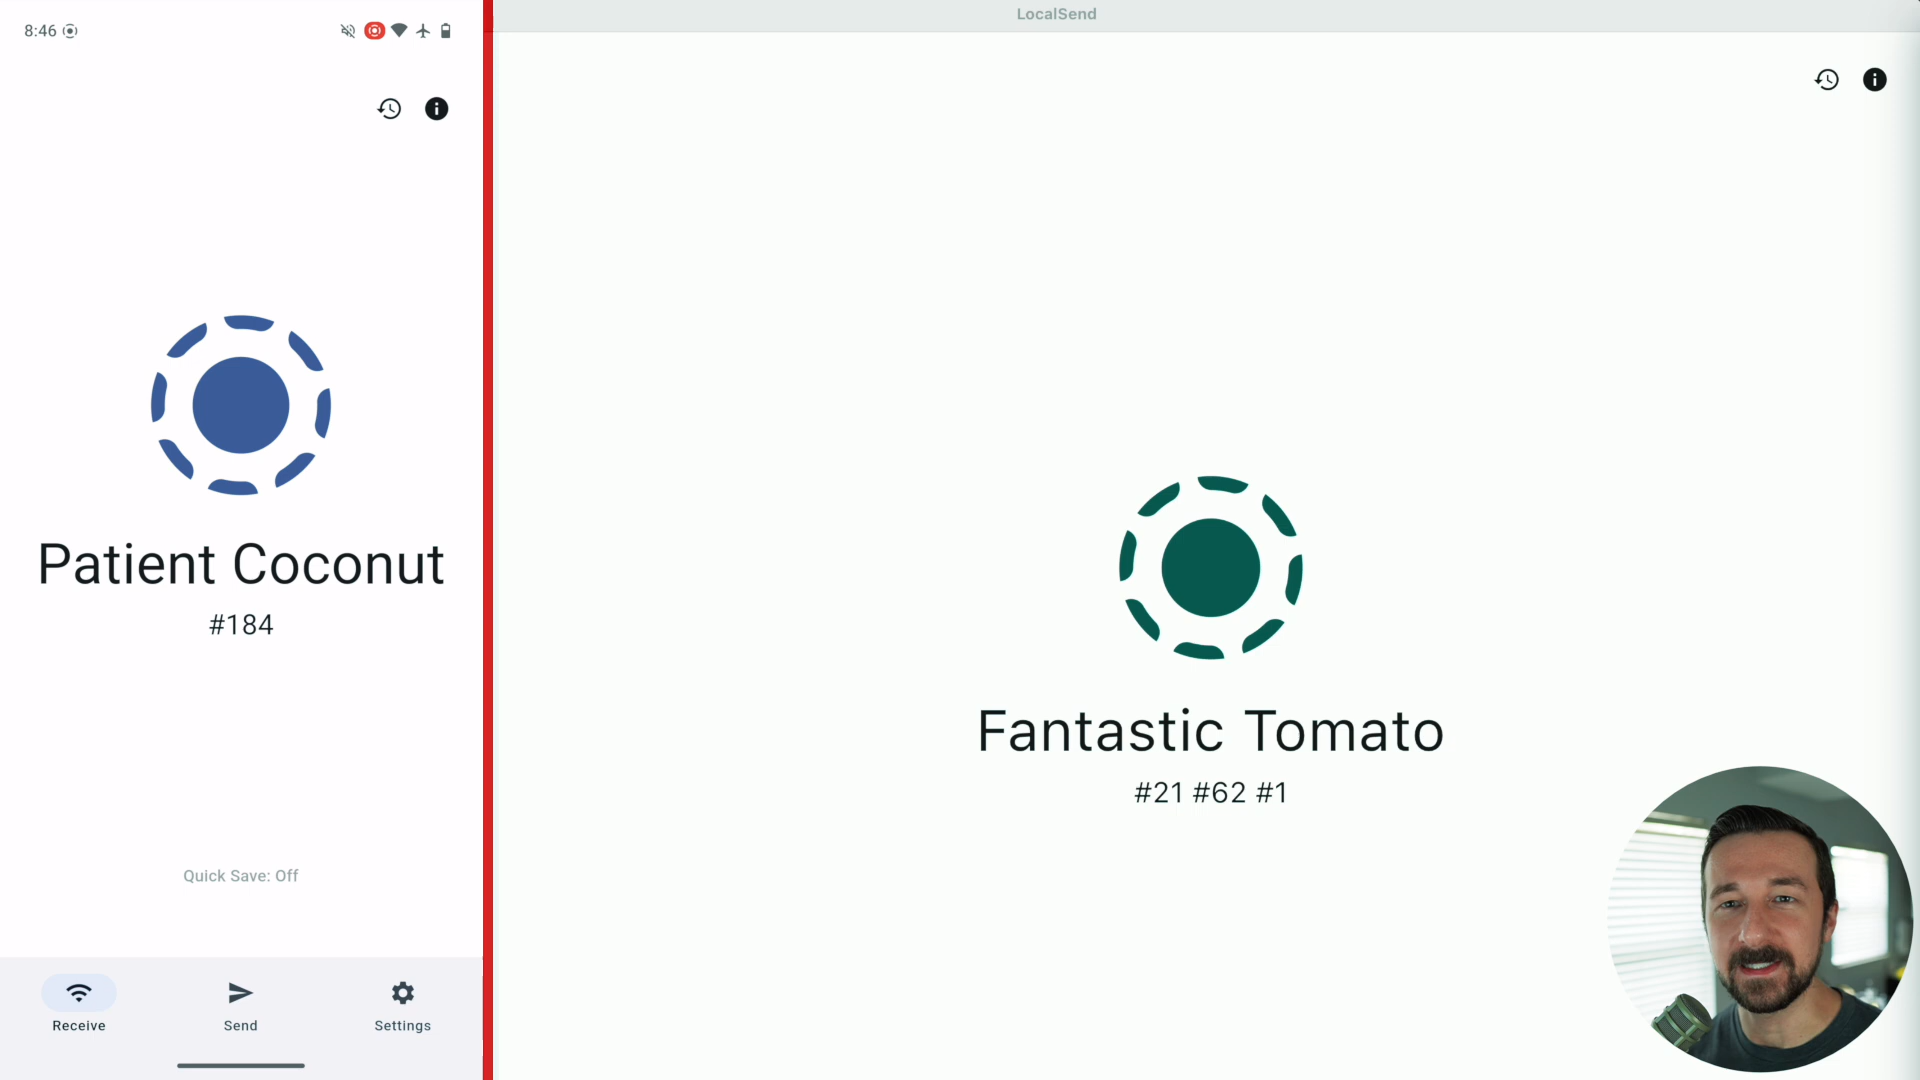 8:46
Patient Coconut
#184
Quick Save: Off
Receive
Send
Settings
LocalSend
Fantastic Tomato
#21 #62 #1